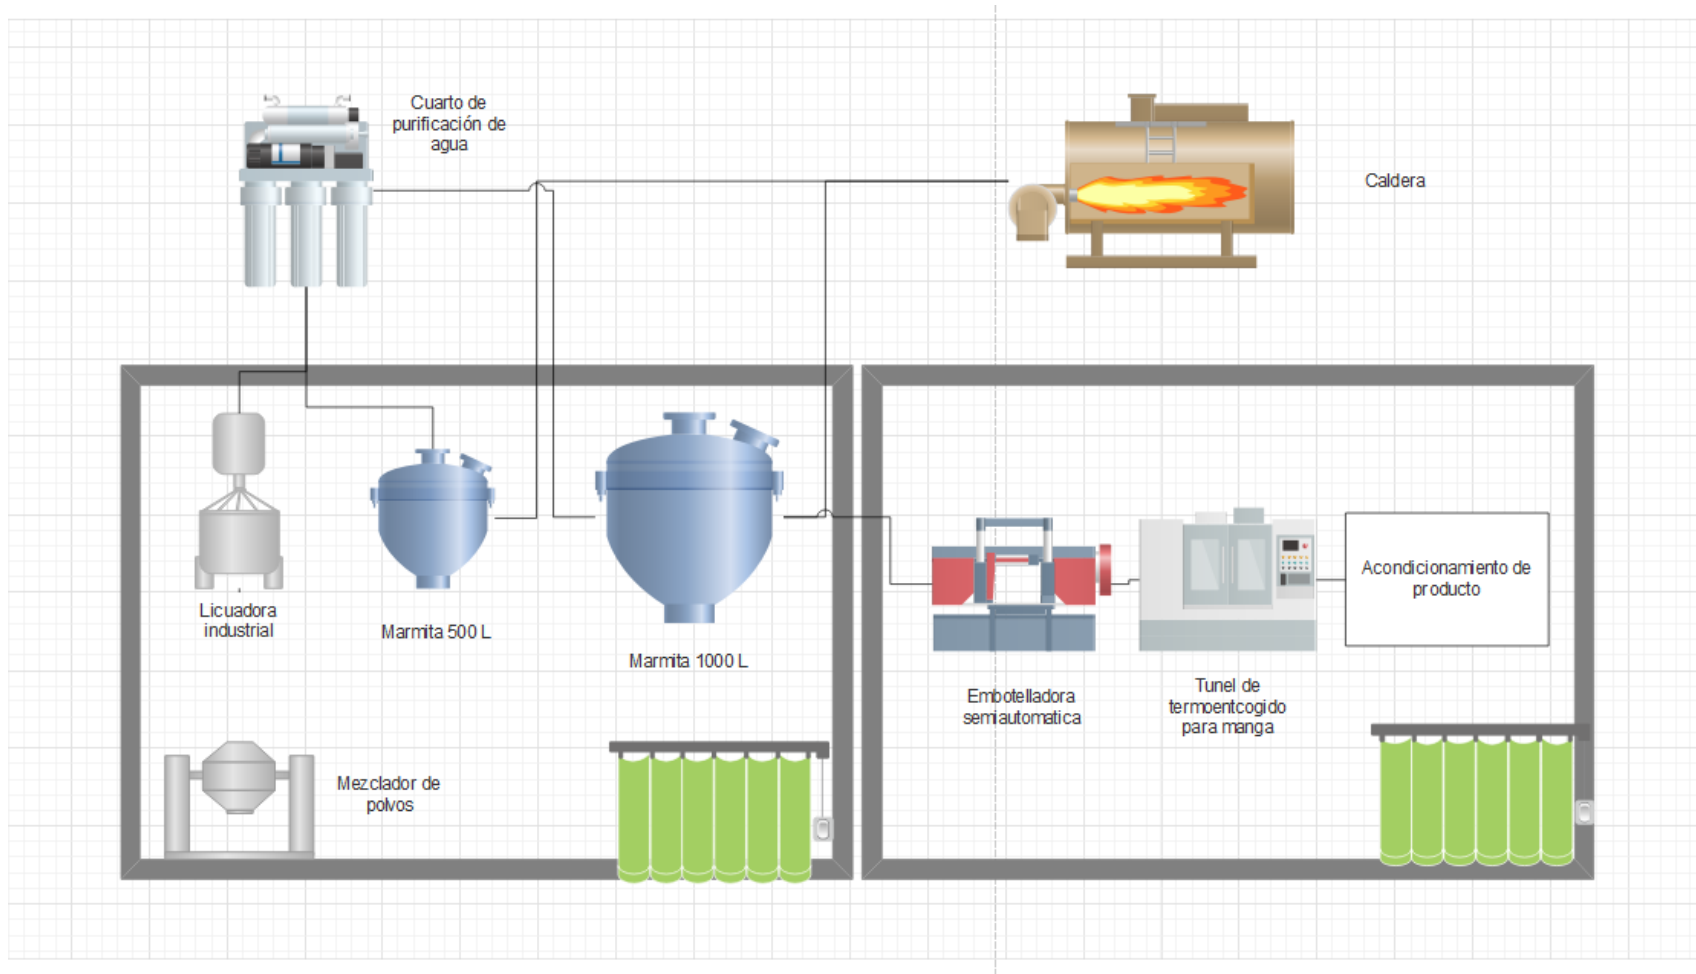 Cuarto de
purificación de
agua
Caldera
Licuadora
industrial
Marmita 500 L
Marmita 1000 L
Mezclador de
polvos
Embotelladora
semiautomatica
Tunel de
termoentcogido
para manga
Acondicionamiento de
producto